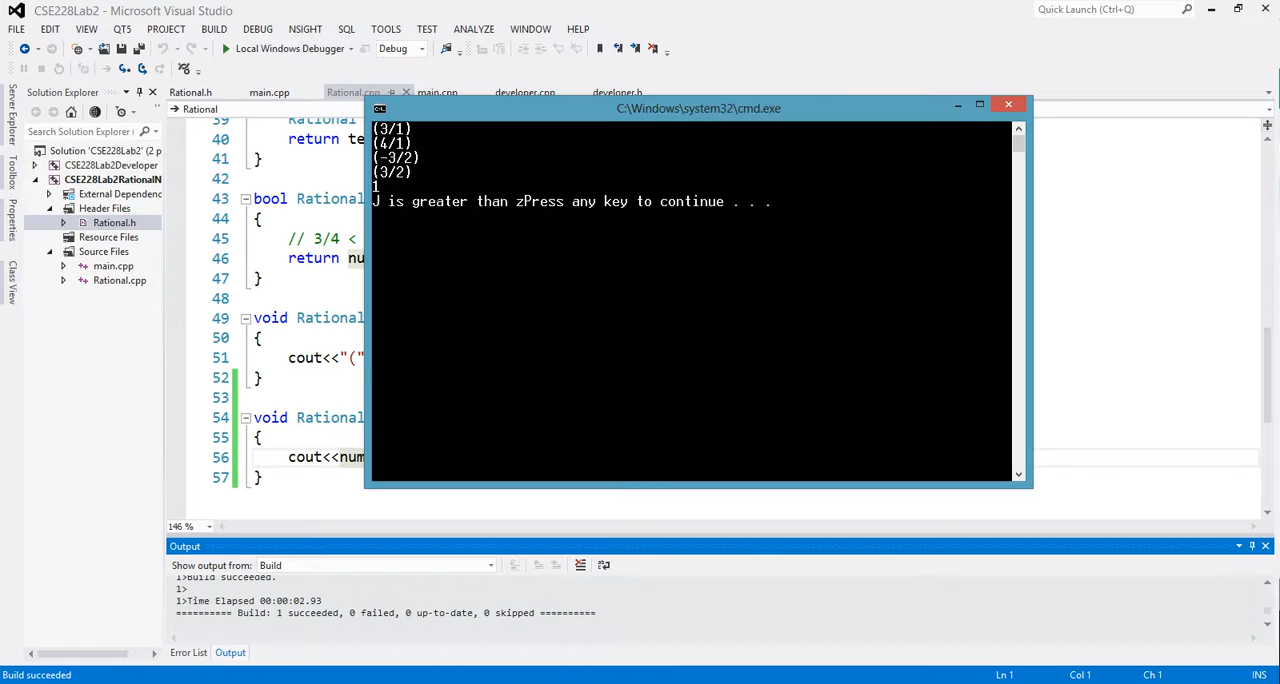 CSE228Lab2 - Microsoft Visual Studio
Quick Launch (Ctrl+Q)
FILE EDIT VIEW QT5 PROJECT BUILD DEBUG NSIGHT SQL TOOLS TEST ANALYZE WINDOW HELP
Local Windows Debugger Debug
Server Explorer
Toolbox
Properties
Class View
Solution Explorer
Search Solution Explorer (
Solution 'CSE228Lab2' (2 p
CSE228Lab2Developer
CSE228Lab2RationalN
External Dependenc
Header Files
Rational.h
Resource Files
Source Files
main.cpp
Rational.cpp
Rational.h main.cpp Rational.cpp main.cpp developer.cpp developer.h
Rational
39 Rational
40 return te
41 }
42
43 bool Rational
44 {
45 // 3/4 <
46 return nu
47 }
48
49 void Rational
50 {
51 cout<<"("
52 }
53
54 void Rational
55 {
56 cout<<num
57 }
146 %
C:\Windows\system32\cmd.exe
(3/1)
(4/1)
(-3/2)
(3/2)
1
J is greater than zPress any key to continue . . .
Output
Show output from: Build
1>Build succeeded.
1>
1>Time Elapsed 00:00:02.93
========== Build: 1 succeeded, 0 failed, 0 up-to-date, 0 skipped ==========
Error List Output
Build succeeded Ln 1 Col 1 Ch 1 INS